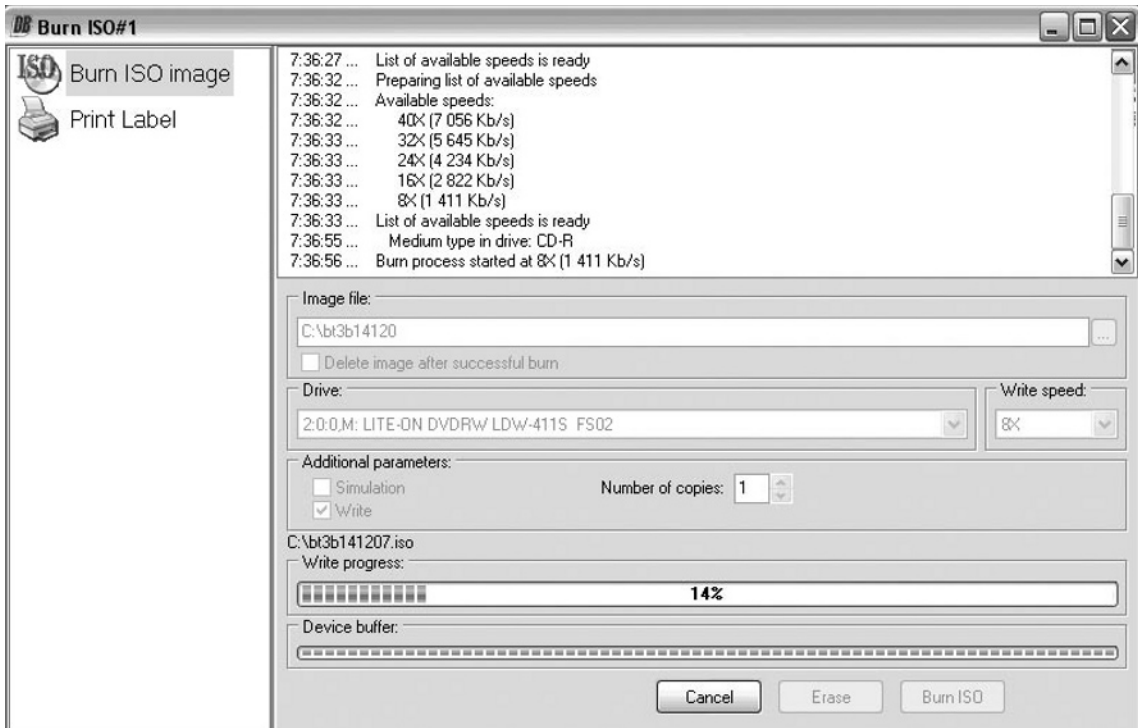 DB Burn ISO#1
ISO Burn ISO image
Print Label
7:36:27 ... List of available speeds is ready
7:36:32 ... Preparing list of available speeds
7:36:32 ... Available speeds:
7:36:32 ... 40X (7 056 Kb/s)
7:36:33 ... 32X (5 645 Kb/s)
7:36:33 ... 24X (4 234 Kb/s)
7:36:33 ... 16X (2 822 Kb/s)
7:36:33 ... 8X (1 411 Kb/s)
7:36:33 ... List of available speeds is ready
7:36:55 ... Medium type in drive: CD-R
7:36:56 ... Burn process started at 8X (1 411 Kb/s)
Image file:
C:\bt3b14120
...
Delete image after successful burn
Drive:
Write speed:
2:0:0,M: LITE-ON DVDRW LDW-411S FS02
8X
Additional parameters:
Simulation
Number of copies: 1
Write
C:\bt3b141207.iso
Write progress:
14%
Device buffer:
Cancel Erase Burn ISO